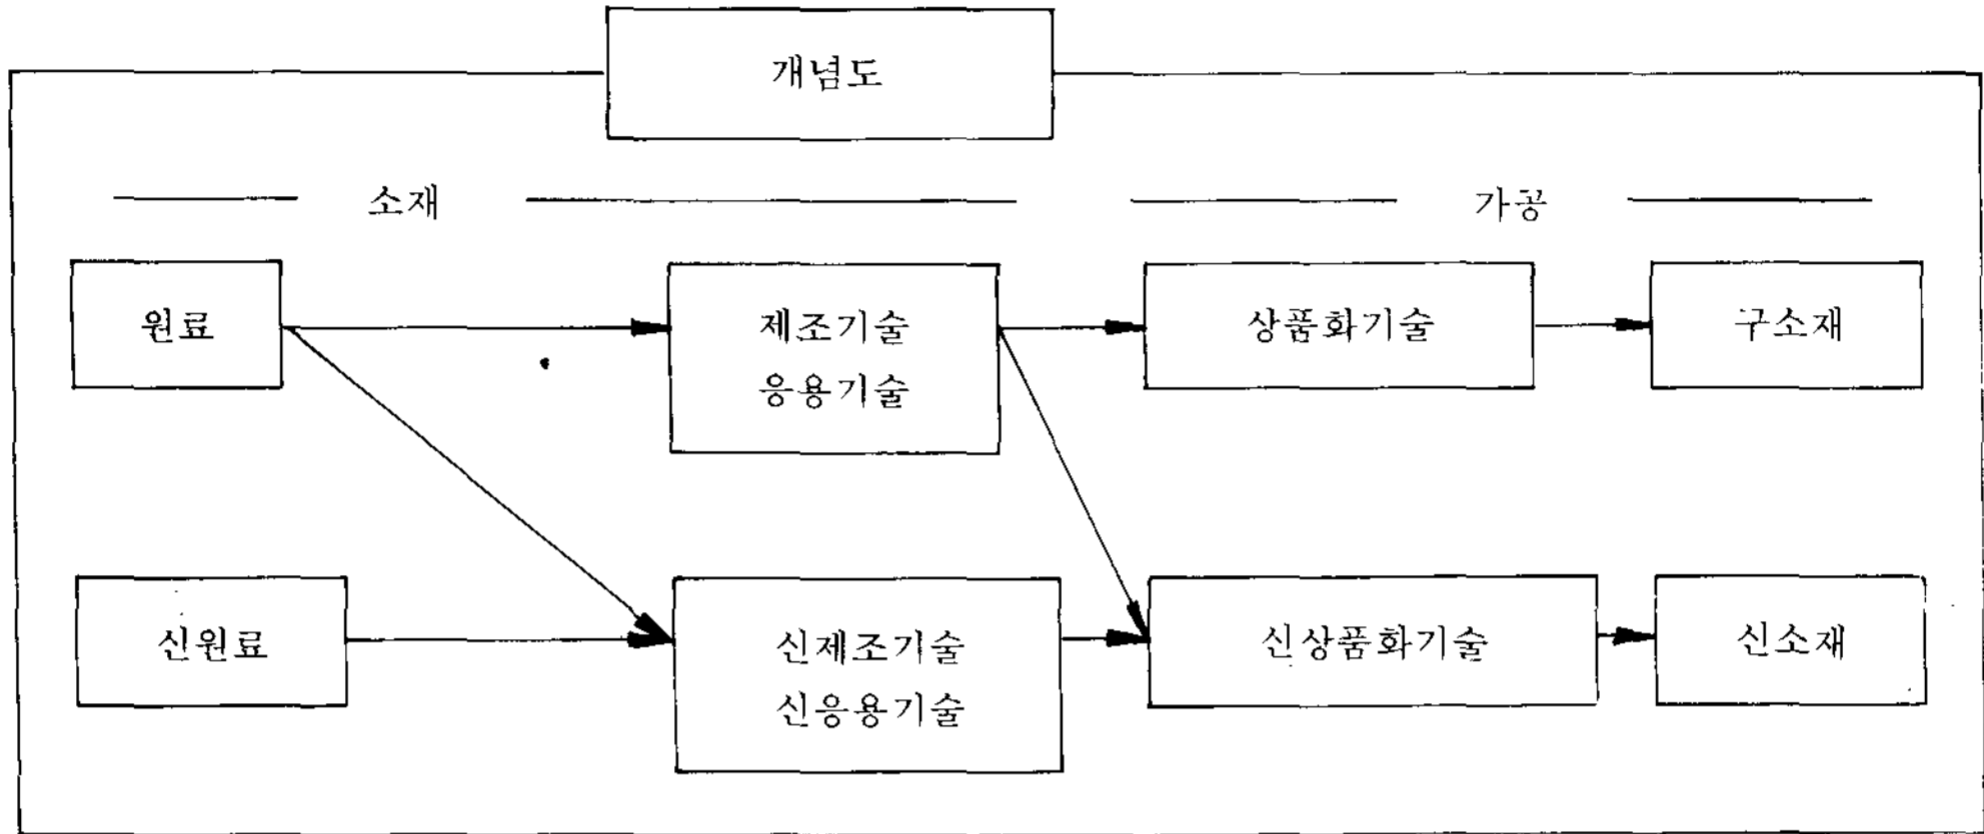 개념도
소재
가공
원료
제조기술
응용기술
상품화기술
구소재
신원료
신제조기술
신응용기술
신상품화기술
신소재